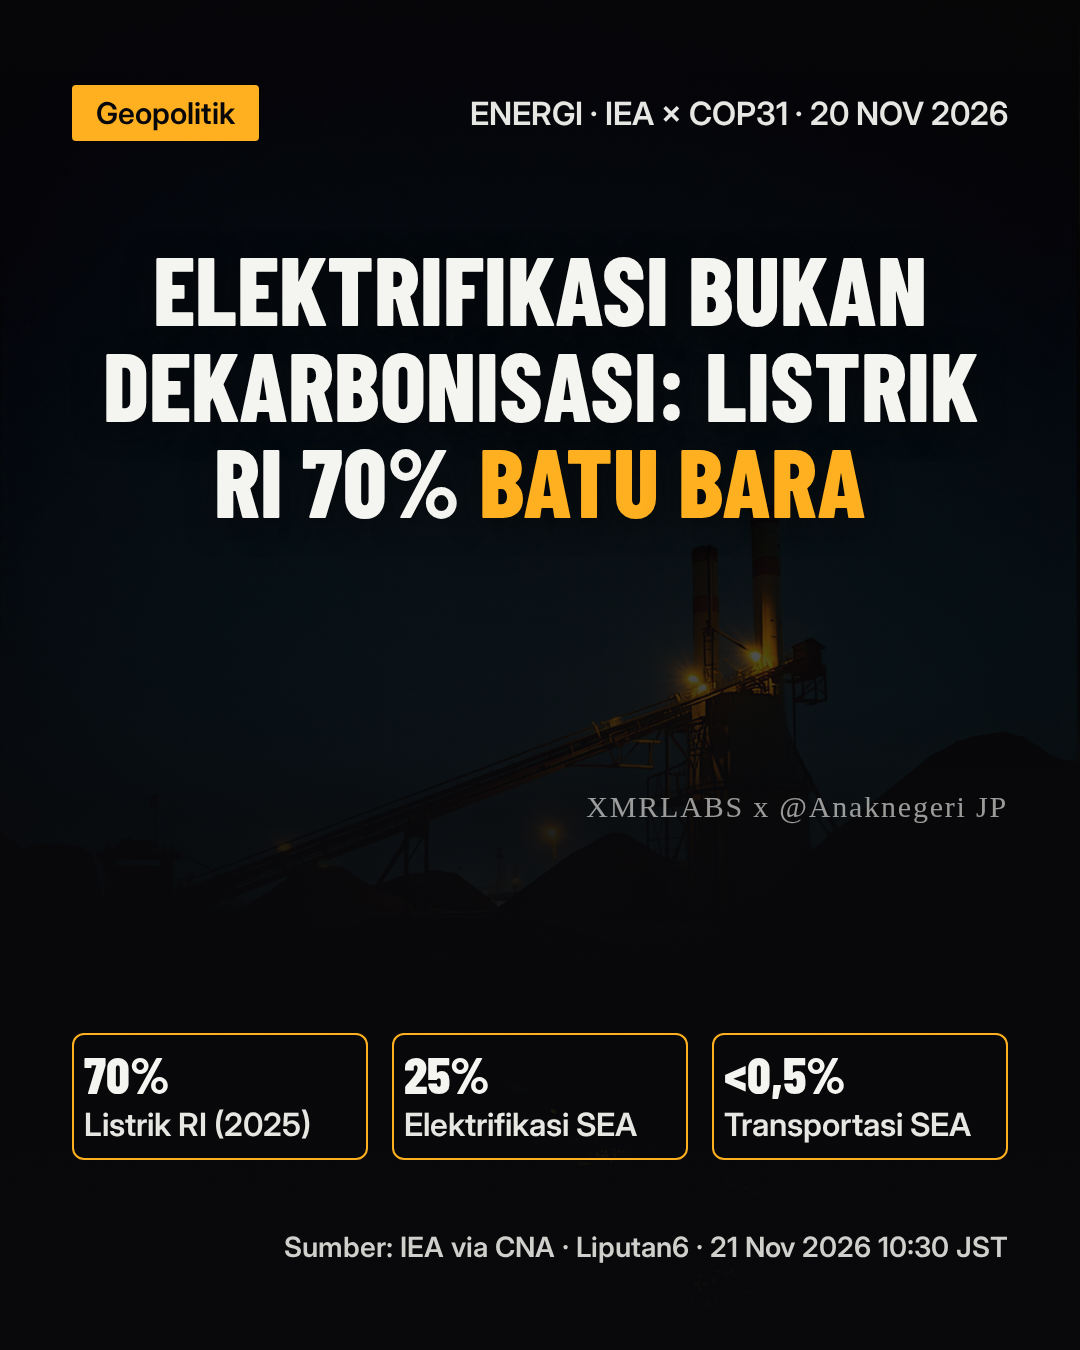 Geopolitik
ENERGI · IEA × COP31 · 20 NOV 2026
ELEKTRIFIKASI BUKAN
DEKARBONISASI: LISTRIK
RI 70% BATU BARA
XMRLABS x @Anaknegeri JP
70%
Listrik RI (2025)
25%
Elektrifikasi SEA
<0,5%
Transportasi SEA
Sumber: IEA via CNA · Liputan6 · 21 Nov 2026 10:30 JST